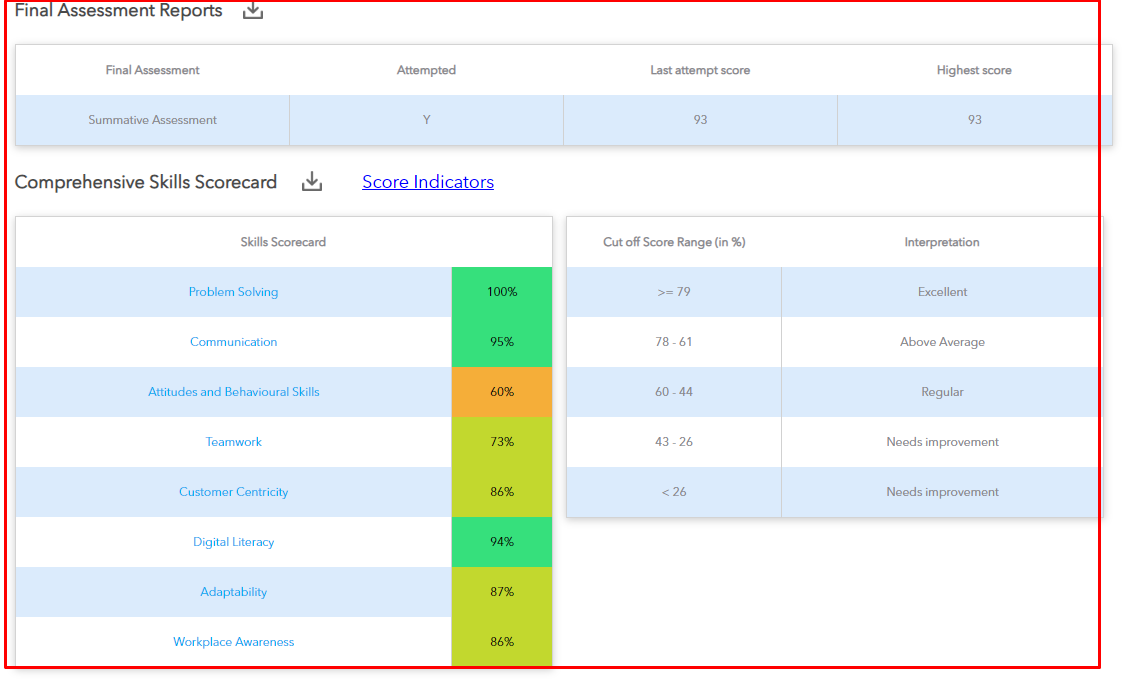 Final Assessment Reports
Final Assessment Attempted Last attempt score Highest score
Summative Assessment Y 93 93
Comprehensive Skills Scorecard Score Indicators
Skills Scorecard
Problem Solving 100%
Communication 95%
Attitudes and Behavioural Skills 60%
Teamwork 73%
Customer Centricity 86%
Digital Literacy 94%
Adaptability 87%
Workplace Awareness 86%
Cut off Score Range (in %) Interpretation
>= 79 Excellent
78 - 61 Above Average
60 - 44 Regular
43 - 26 Needs improvement
< 26 Needs improvement